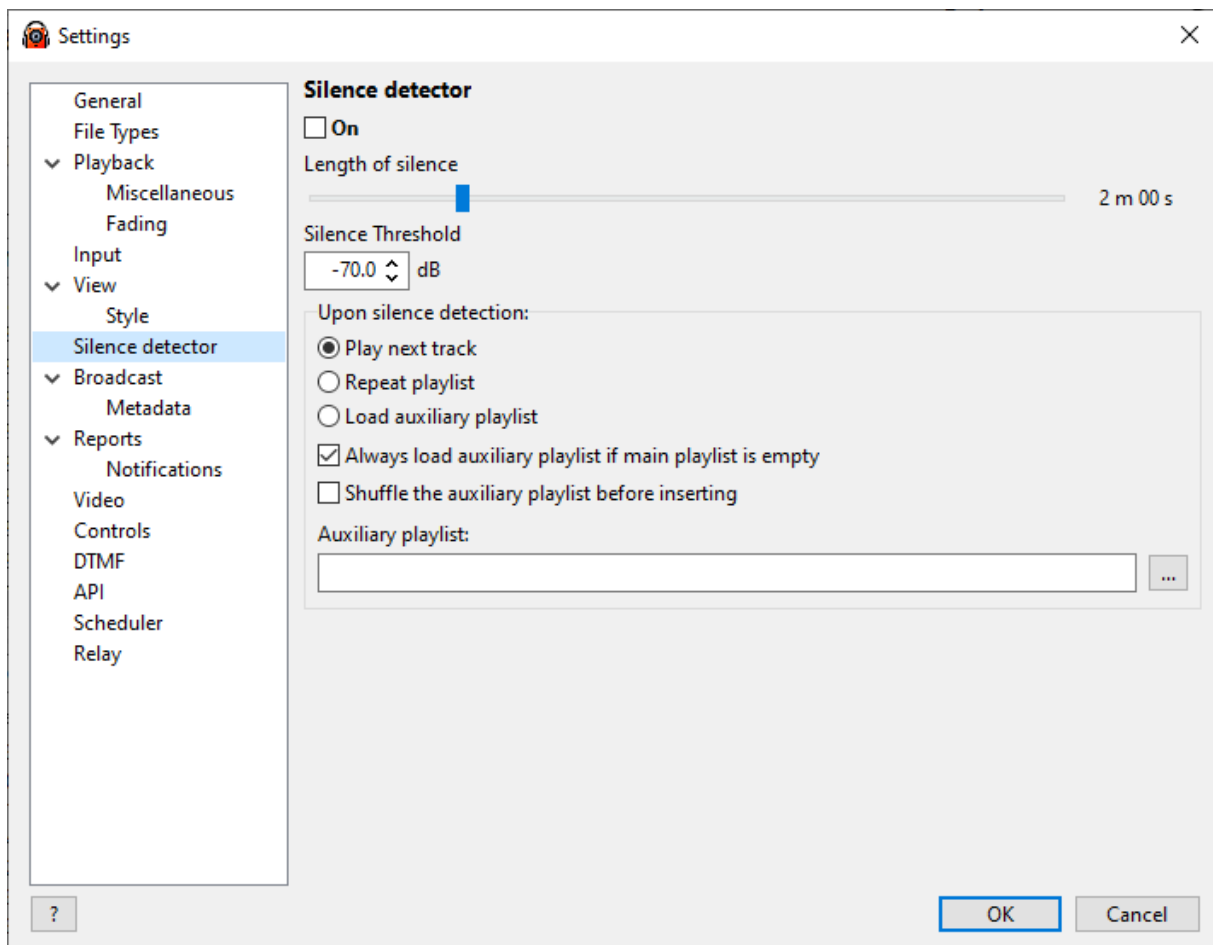 Settings
General
File Types
Playback
Miscellaneous
Fading
Input
View
Style
Silence detector
Broadcast
Metadata
Reports
Notifications
Video
Controls
DTMF
API
Scheduler
Relay
?
Silence detector
On
Length of silence
2 m 00 s
Silence Threshold
-70.0 dB
Upon silence detection:
Play next track
Repeat playlist
Load auxiliary playlist
Always load auxiliary playlist if main playlist is empty
Shuffle the auxiliary playlist before inserting
Auxiliary playlist:
...
OK Cancel